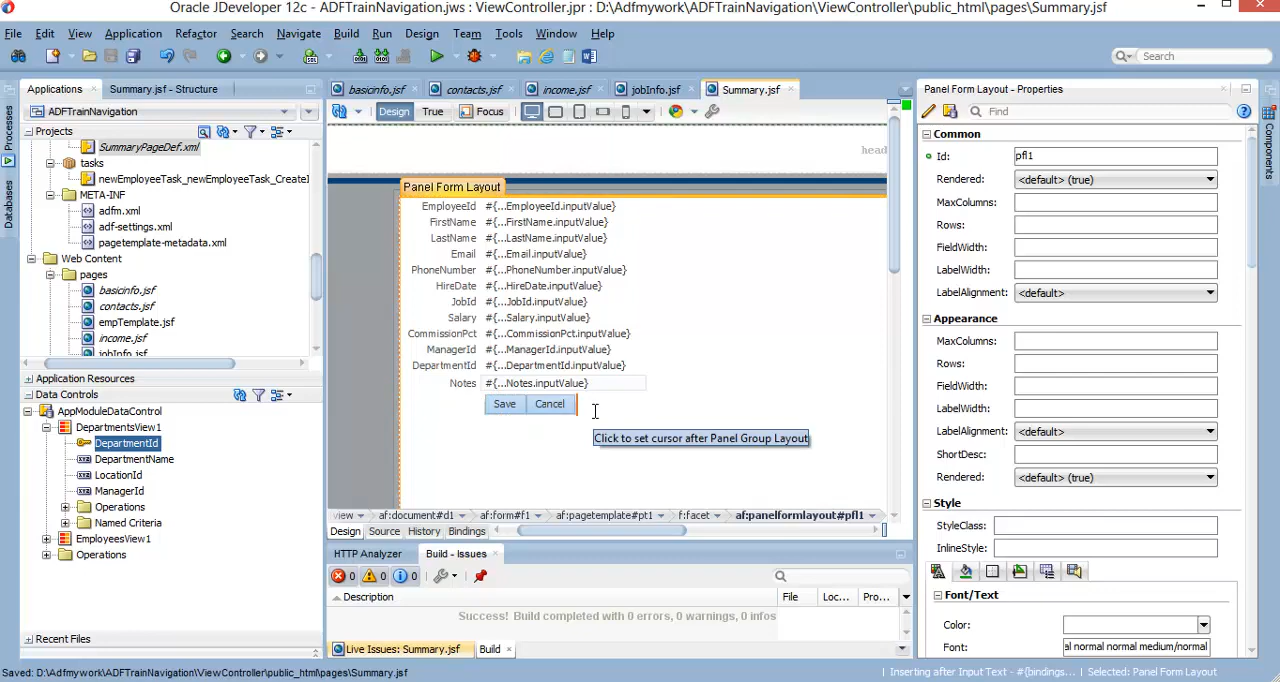 Oracle JDeveloper 12c - ADFTrainNavigation.jws : ViewController.jpr : D:\Adfmywork\ADFTrainNavigation\ViewController\public_html\pages\Summary.jsf
File Edit View Application Refactor Search Navigate Build Run Design Team Tools Window Help
Search
Applications
Summary.jsf - Structure
basicinfo.jsf
contacts.jsf
income.jsf
jobInfo.jsf
Summary.jsf
Panel Form Layout - Properties
Processes
Databases
Components
ADFTrainNavigation
Design
True
Focus
Find
Projects
SummaryPageDef.xml
tasks
newEmployeeTask_newEmployeeTask_CreateI
META-INF
adfm.xml
adf-settings.xml
pagetemplate-metadata.xml
Web Content
pages
basicinfo.jsf
contacts.jsf
empTemplate.jsf
income.jsf
jobInfo.jsf
Application Resources
Data Controls
AppModuleDataControl
DepartmentsView1
DepartmentId
DepartmentName
LocationId
ManagerId
Operations
Named Criteria
EmployeesView1
Operations
Recent Files
head
Panel Form Layout
EmployeeId #{...EmployeeId.inputValue}
FirstName #{...FirstName.inputValue}
LastName #{...LastName.inputValue}
Email #{...Email.inputValue}
PhoneNumber #{...PhoneNumber.inputValue}
HireDate #{...HireDate.inputValue}
JobId #{...JobId.inputValue}
Salary #{...Salary.inputValue}
CommissionPct #{...CommissionPct.inputValue}
ManagerId #{...ManagerId.inputValue}
DepartmentId #{...DepartmentId.inputValue}
Notes #{...Notes.inputValue}
Save Cancel
Click to set cursor after Panel Group Layout
view af:document#d1 af:form#f1 af:pagetemplate#pt1 f:facet af:panelformlayout#pfl1
Design Source History Bindings
HTTP Analyzer
Build - Issues
0 0 0
Description File Loc... Pro...
Success! Build completed with 0 errors, 0 warnings, 0 infos
Live Issues: Summary.jsf Build
Common
Id: pfl1
Rendered: <default> (true)
MaxColumns:
Rows:
FieldWidth:
LabelWidth:
LabelAlignment: <default>
Appearance
MaxColumns:
Rows:
FieldWidth:
LabelWidth:
LabelAlignment: <default>
ShortDesc:
Rendered: <default> (true)
Style
StyleClass:
InlineStyle:
Font/Text
Color:
Font: al normal normal medium/normal
Saved: D:\Adfmywork\ADFTrainNavigation\ViewController\public_html\pages\Summary.jsf
Inserting after Input Text - #{bindings... Selected: Panel Form Layout